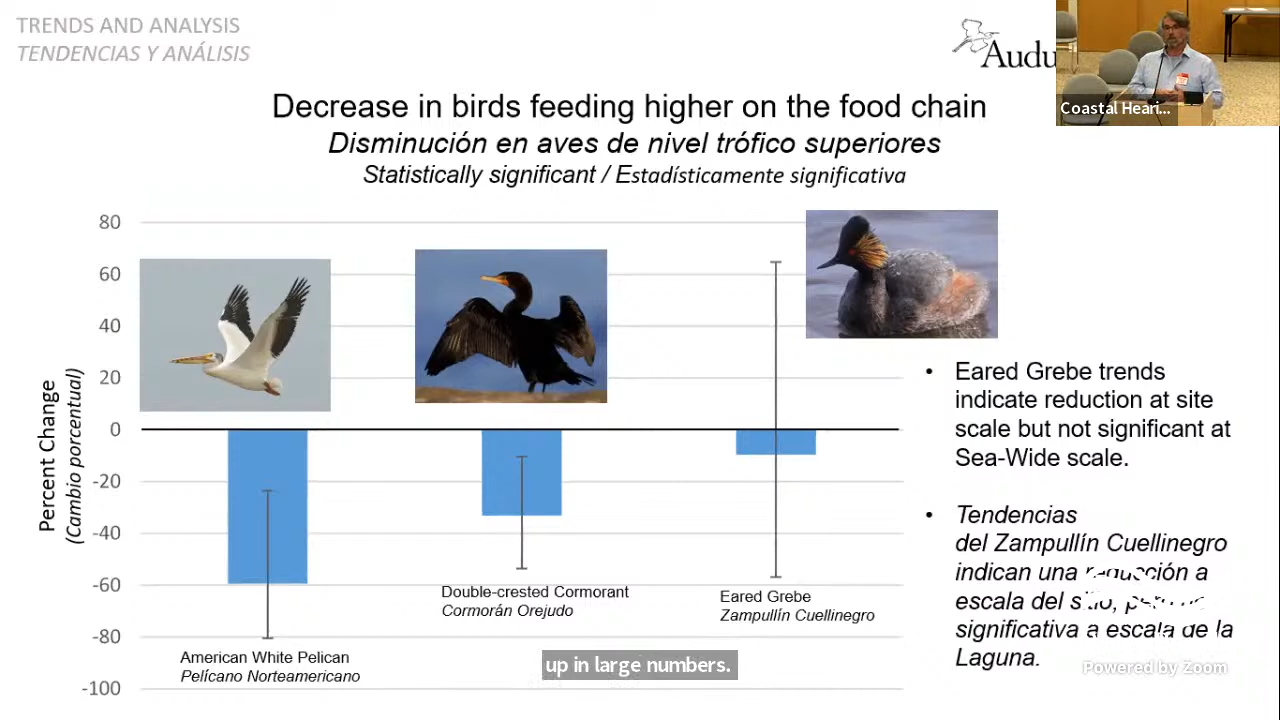 TRENDS AND ANALYSIS
TENDENCIAS Y ANÁLISIS
Audu
Coastal Heari...
Decrease in birds feeding higher on the food chain
Disminución en aves de nivel trófico superiores
Statistically significant / Estadísticamente significativa
80
60
40
20
0
-20
-40
-60
-80
-100
Percent Change
(Cambio porcentual)
American White Pelican
Pelícano Norteamericano
Double-crested Cormorant
Cormorán Orejudo
Eared Grebe
Zampullín Cuellinegro
• Eared Grebe trends
indicate reduction at site
scale but not significant at
Sea-Wide scale.
• Tendencias
del Zampullín Cuellinegro
indican una reducción a
escala del sitio, pero no
significativa a escala de la
Laguna.
up in large numbers.
Powered by Zoom